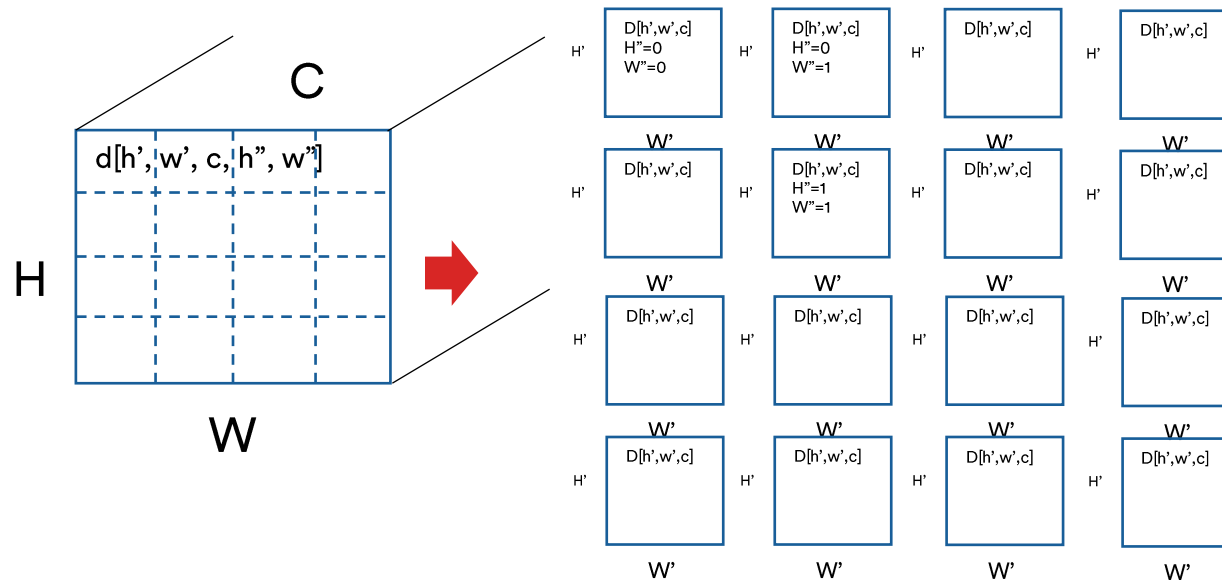 C
d[h’, w’, c, h”, w”]
H
W
D[h’,w’,c]
H”=0
W”=0
H’
W’
D[h’,w’,c]
H”=0
W”=1
H’
W’
D[h’,w’,c]
H’
W’
D[h’,w’,c]
H’
W’
D[h’,w’,c]
H’
W’
D[h’,w’,c]
H”=1
W”=1
H’
W’
D[h’,w’,c]
H’
W’
D[h’,w’,c]
H’
W’
D[h’,w’,c]
H’
W’
D[h’,w’,c]
H’
W’
D[h’,w’,c]
H’
W’
D[h’,w’,c]
H’
W’
D[h’,w’,c]
H’
W’
D[h’,w’,c]
H’
W’
D[h’,w’,c]
H’
W’
D[h’,w’,c]
H’
W’